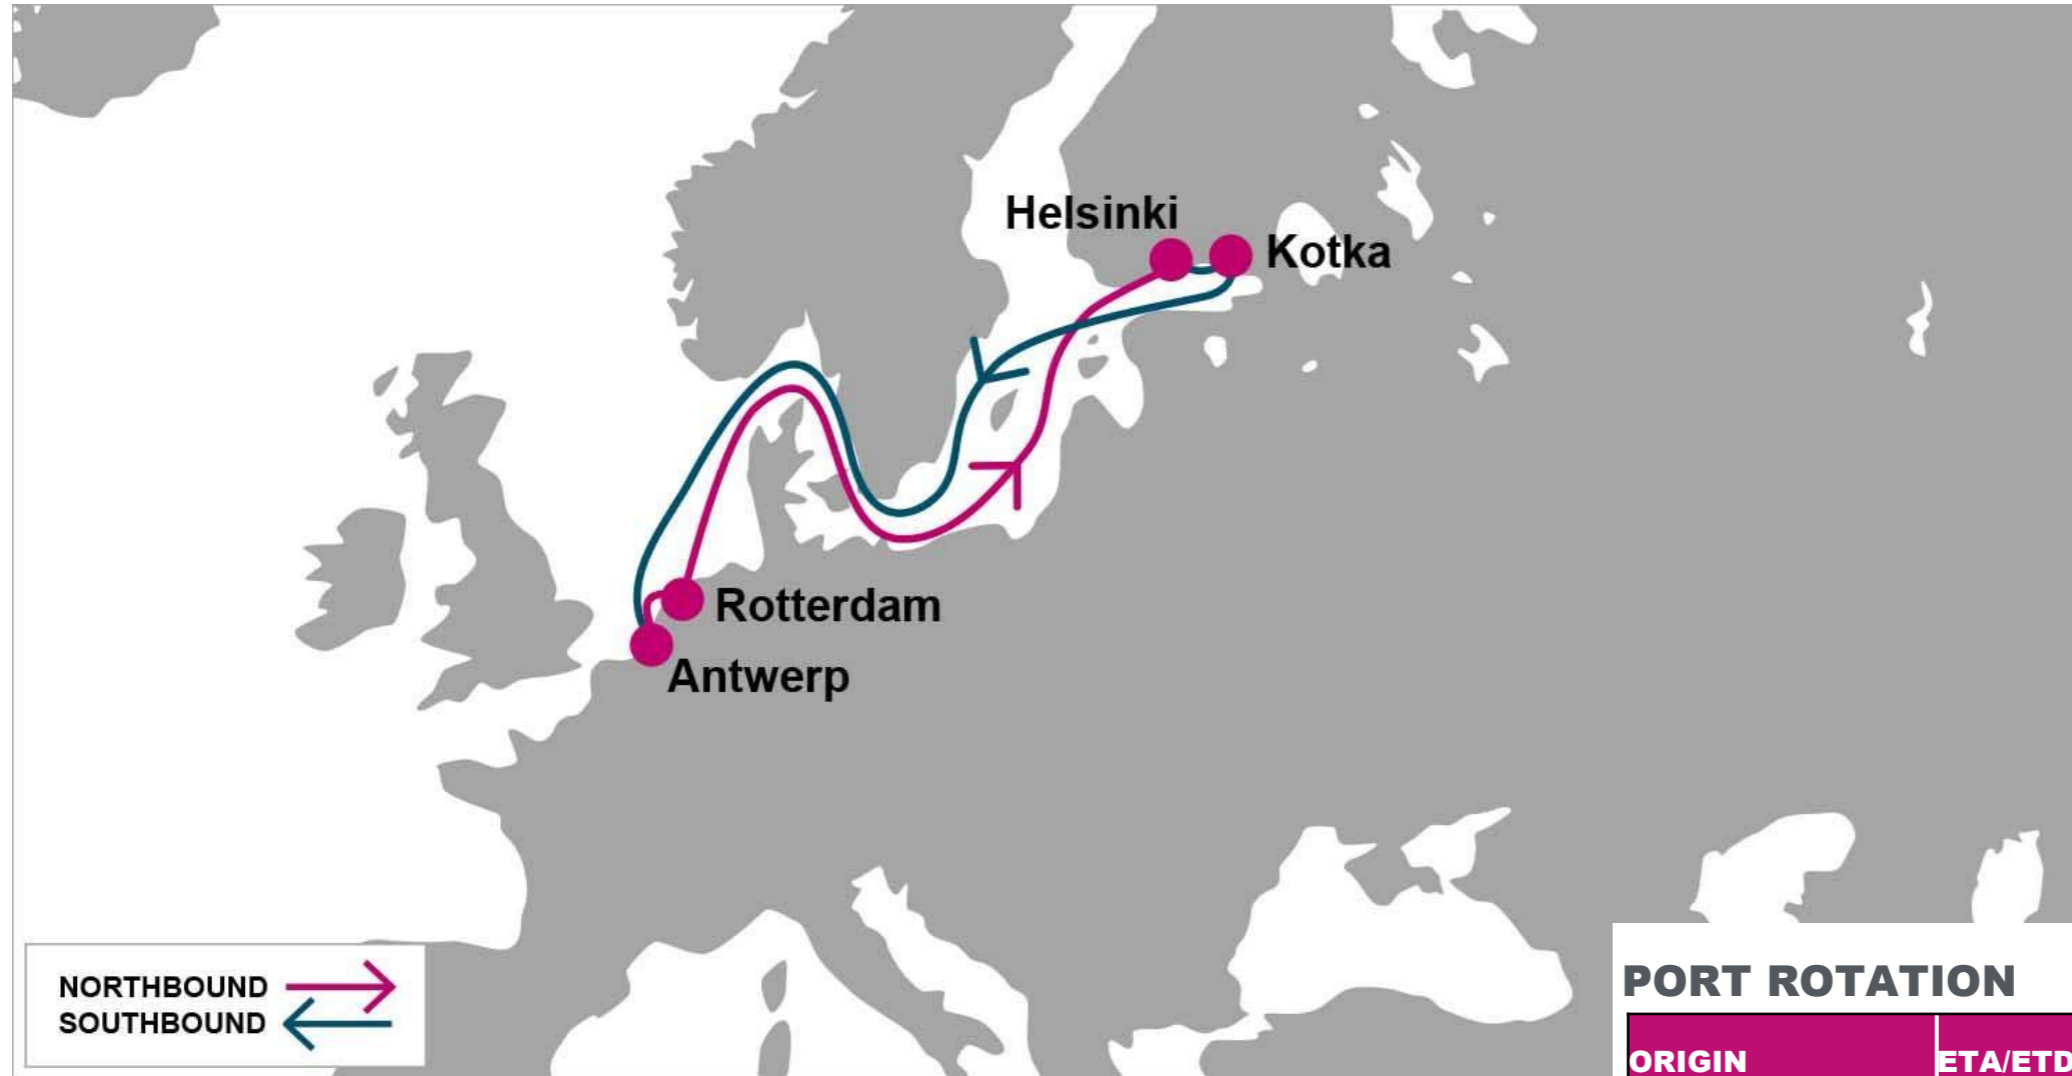 Helsinki
Kotka
Rotterdam
Antwerp
NORTHBOUND
SOUTHBOUND
PORT ROTATION
ORIGIN ETA/ETD